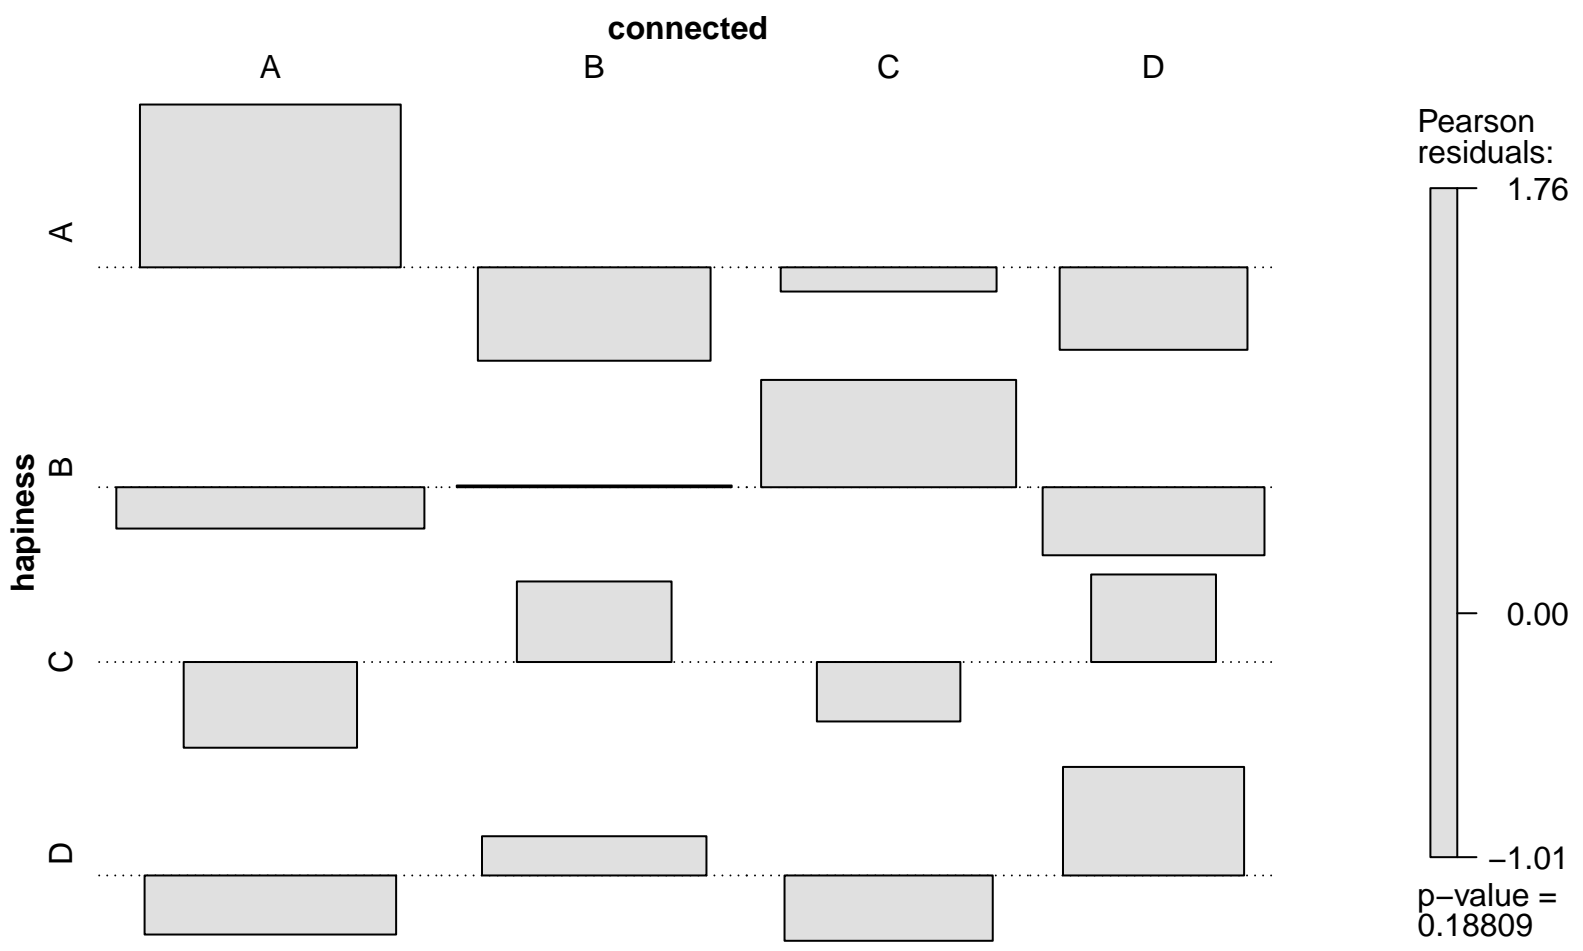 connected
A B C D
hapiness
A
B
C
D
Pearson
residuals:
1.76
0.00
−1.01
p−value =
0.18809